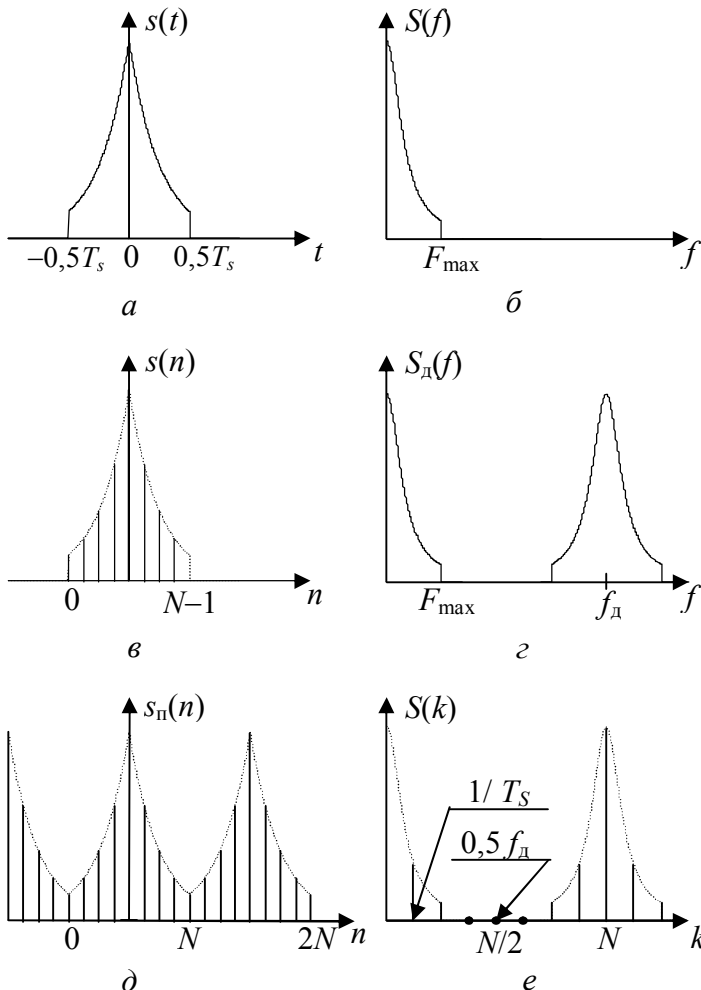 s(t)
S(f)
−0,5Ts 0 0,5Ts t
Fmax f
а б
s(n)
Sд(f)
0 N−1 n
Fmax fд f
в г
sп(n)
S(k)
1/ TS
0,5 fд
0 N 2N n
N/2 N k
д е